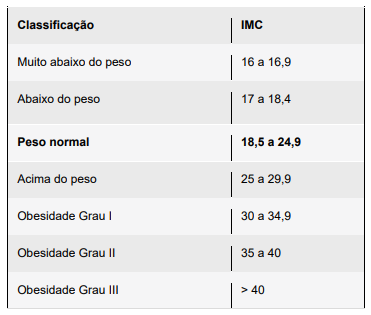 Classificação IMC
Muito abaixo do peso 16 a 16,9
Abaixo do peso 17 a 18,4
Peso normal 18,5 a 24,9
Acima do peso 25 a 29,9
Obesidade Grau I 30 a 34,9
Obesidade Grau II 35 a 40
Obesidade Grau III > 40